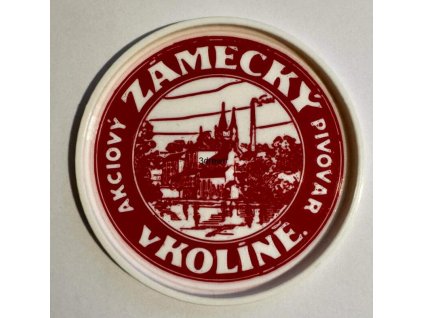 AKCIOVÝ ZÁMECKÝ PIVOVAR
V KOLÍNĚ.